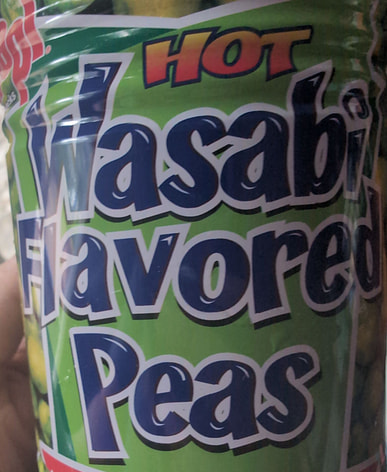 HOT
Wasabi
Flavored
Peas